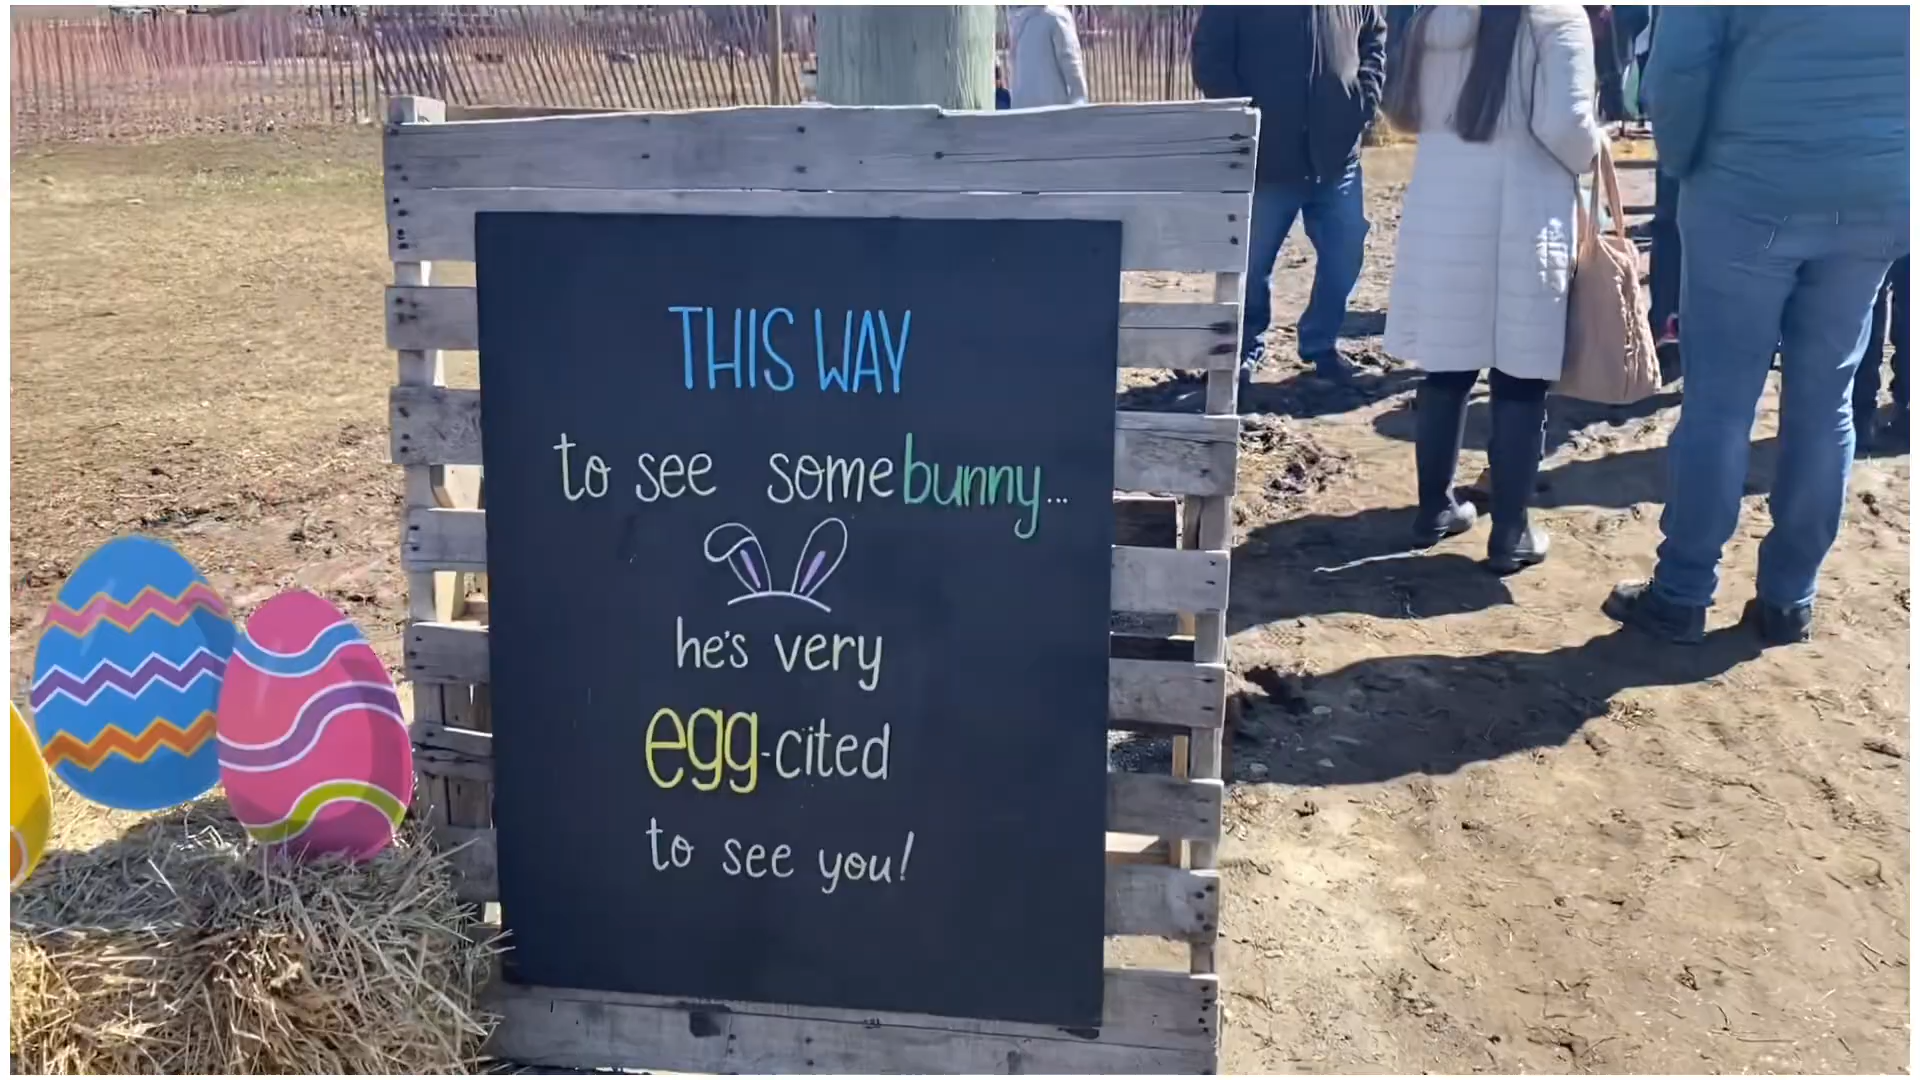 THIS WAY
to see somebunny...
he's very
egg-cited
to see you!